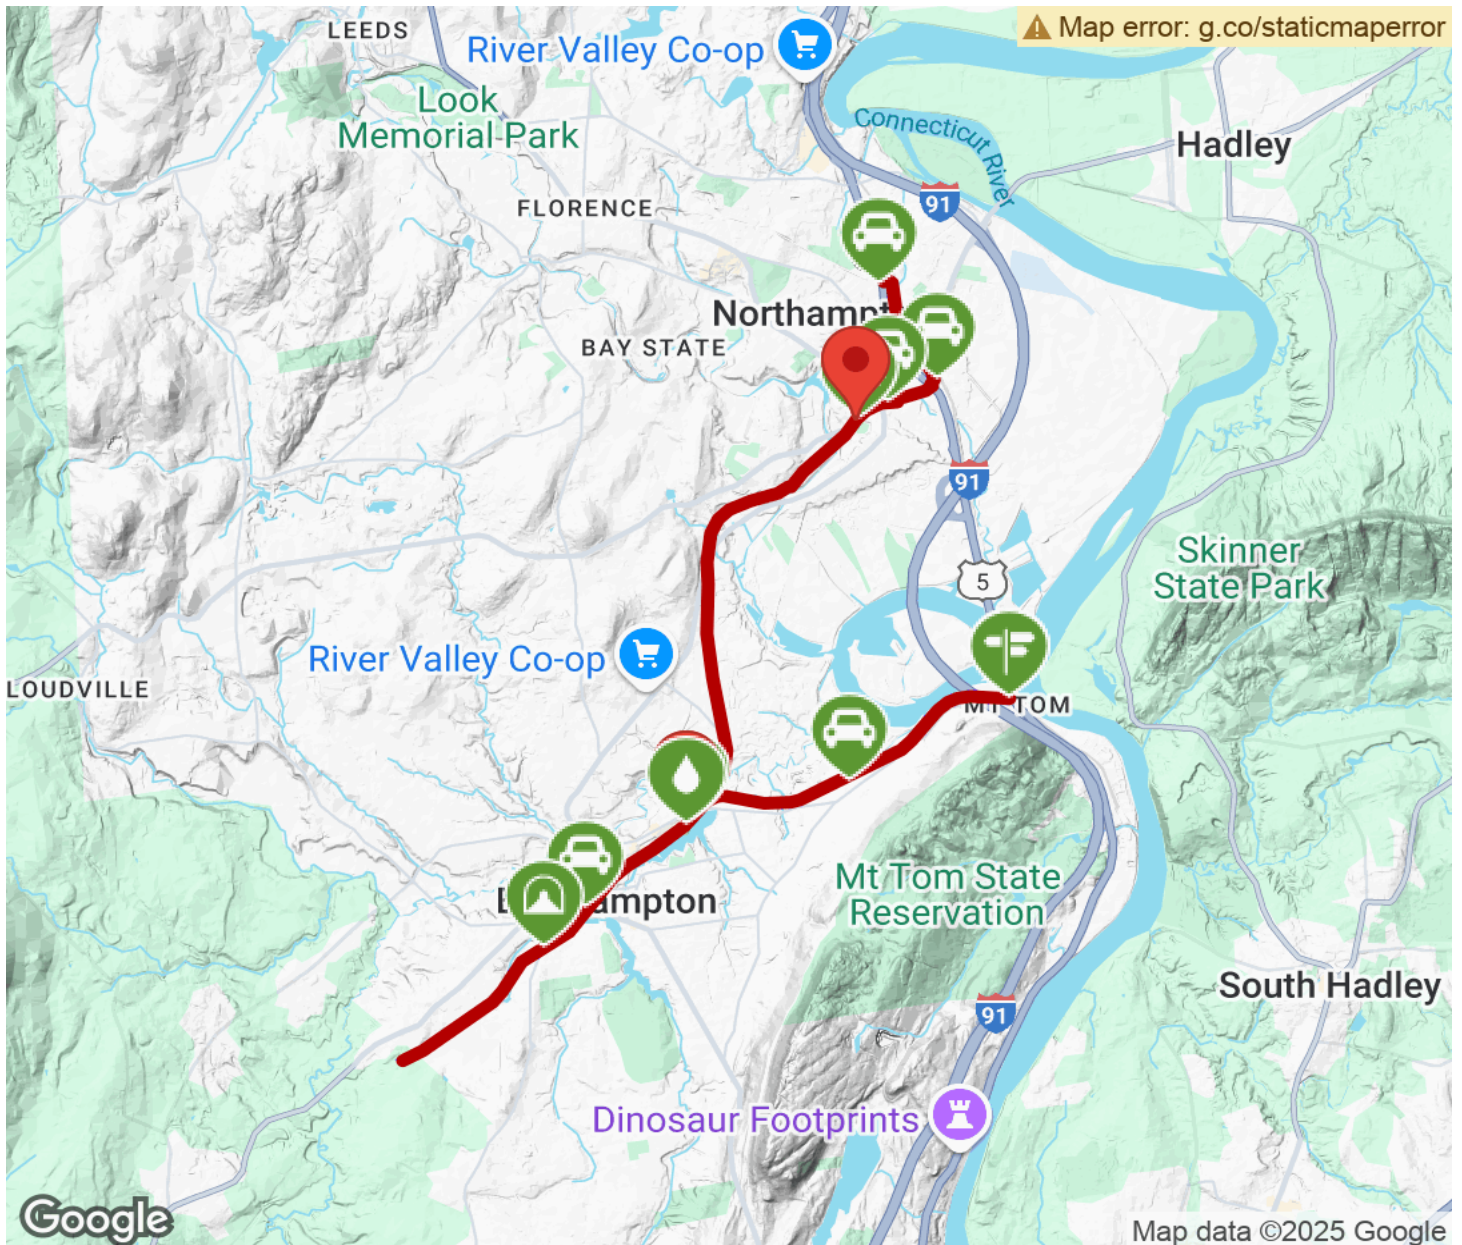 LEEDS
River Valley Co-op
Map error: g.co/staticmaperror
Look
Memorial Park
Connecticut River
Hadley
FLORENCE
91
Northampt
BAY STATE
91
Skinner
State Park
5
River Valley Co-op
LOUDVILLE
MT TOM
Mt Tom State
Reservation
ampton
South Hadley
91
Dinosaur Footprints
Google
Map data ©2025 Google